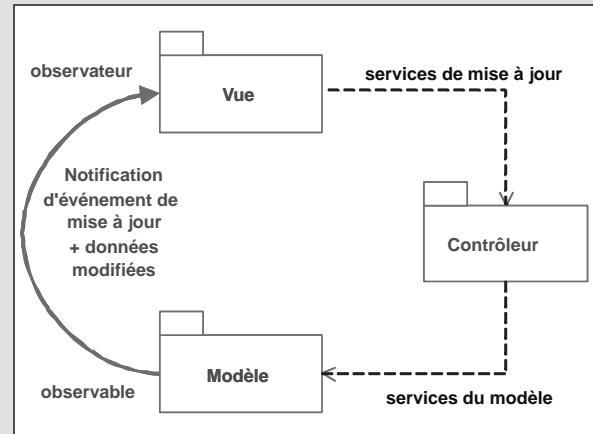 observateur
Vue
services de mise à jour
Notification
d'événement de
mise à jour
+ données
modifiées
Contrôleur
observable
Modèle
services du modèle